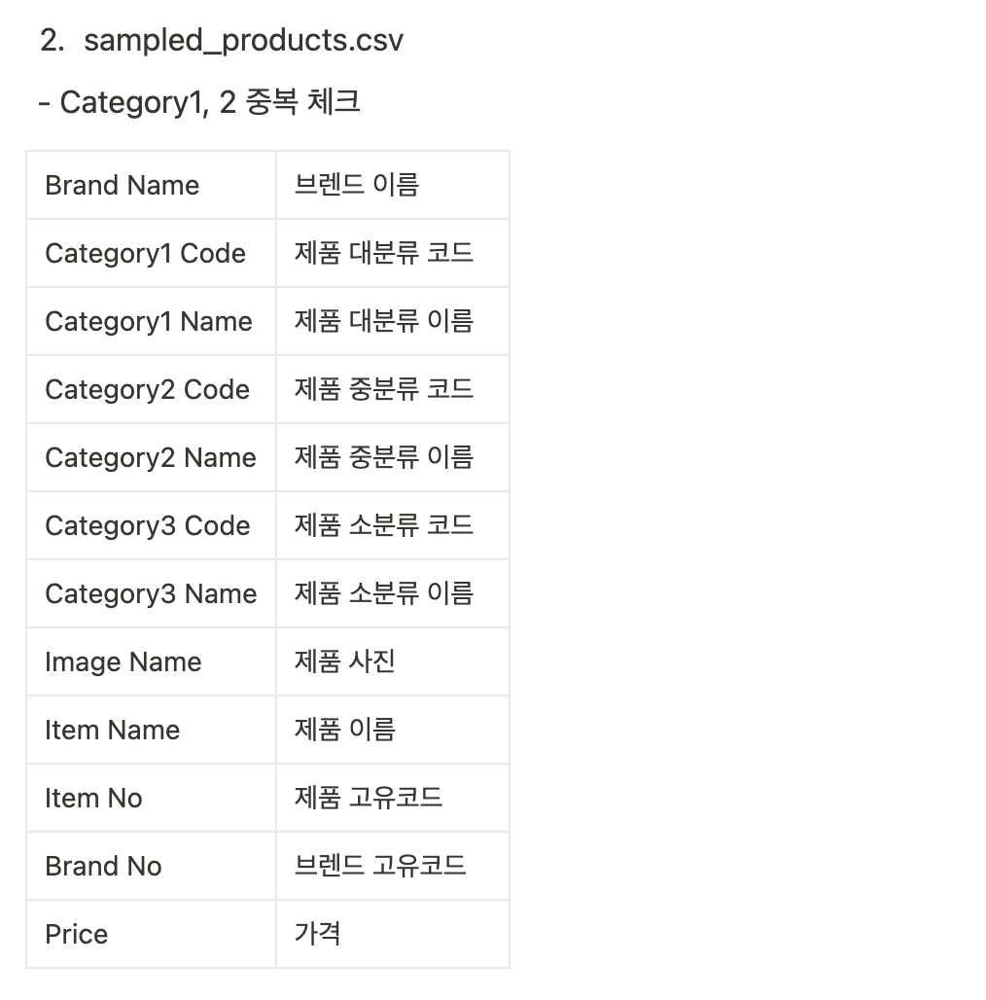 2. sampled_products.csv
- Category1, 2 중복 체크
Brand Name 브렌드 이름
Category1 Code 제품 대분류 코드
Category1 Name 제품 대분류 이름
Category2 Code 제품 중분류 코드
Category2 Name 제품 중분류 이름
Category3 Code 제품 소분류 코드
Category3 Name 제품 소분류 이름
Image Name 제품 사진
Item Name 제품 이름
Item No 제품 고유코드
Brand No 브렌드 고유코드
Price 가격